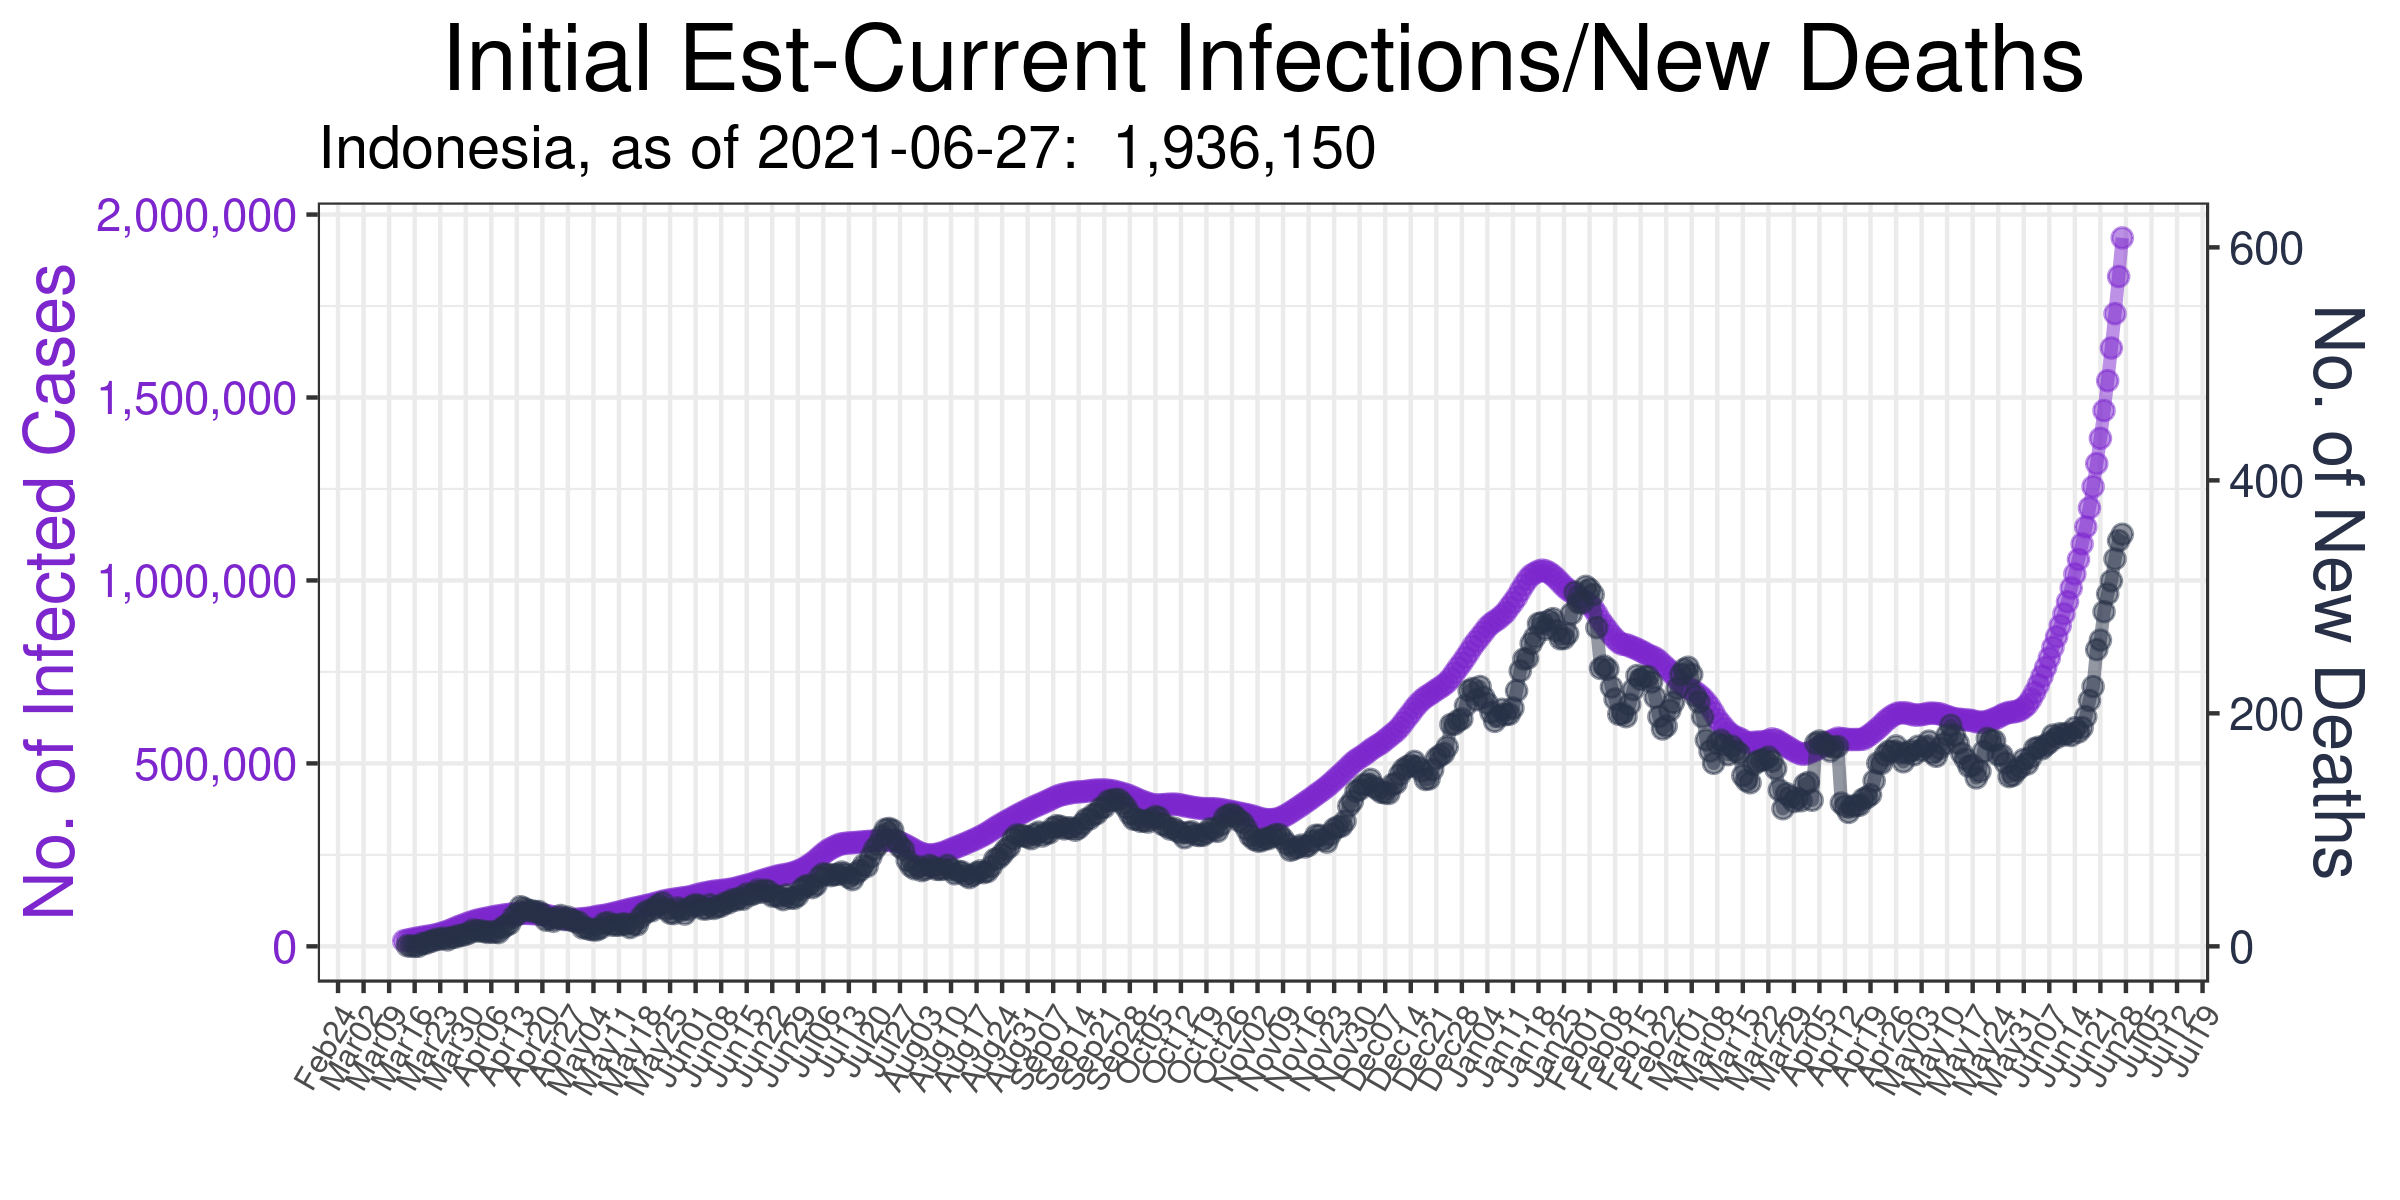 Initial Est-Current Infections/New Deaths
Indonesia, as of 2021-06-27:  1,936,150
No. of Infected Cases
2,000,000
1,500,000
1,000,000
500,000
0
600
400
200
0
No. of New Deaths
Feb24
Mar02
Mar09
Mar16
Mar23
Mar30
Apr06
Apr13
Apr20
Apr27
May04
May11
May18
May25
Jun01
Jun08
Jun15
Jun22
Jun29
Jul06
Jul13
Jul20
Jul27
Aug03
Aug10
Aug17
Aug24
Aug31
Sep07
Sep14
Sep21
Sep28
Oct05
Oct12
Oct19
Oct26
Nov02
Nov09
Nov16
Nov23
Nov30
Dec07
Dec14
Dec21
Dec28
Jan04
Jan11
Jan18
Jan25
Feb01
Feb08
Feb15
Feb22
Mar01
Mar08
Mar15
Mar22
Mar29
Apr05
Apr12
Apr19
Apr26
May03
May10
May17
May24
May31
Jun07
Jun14
Jun21
Jun28
Jul05
Jul12
Jul19